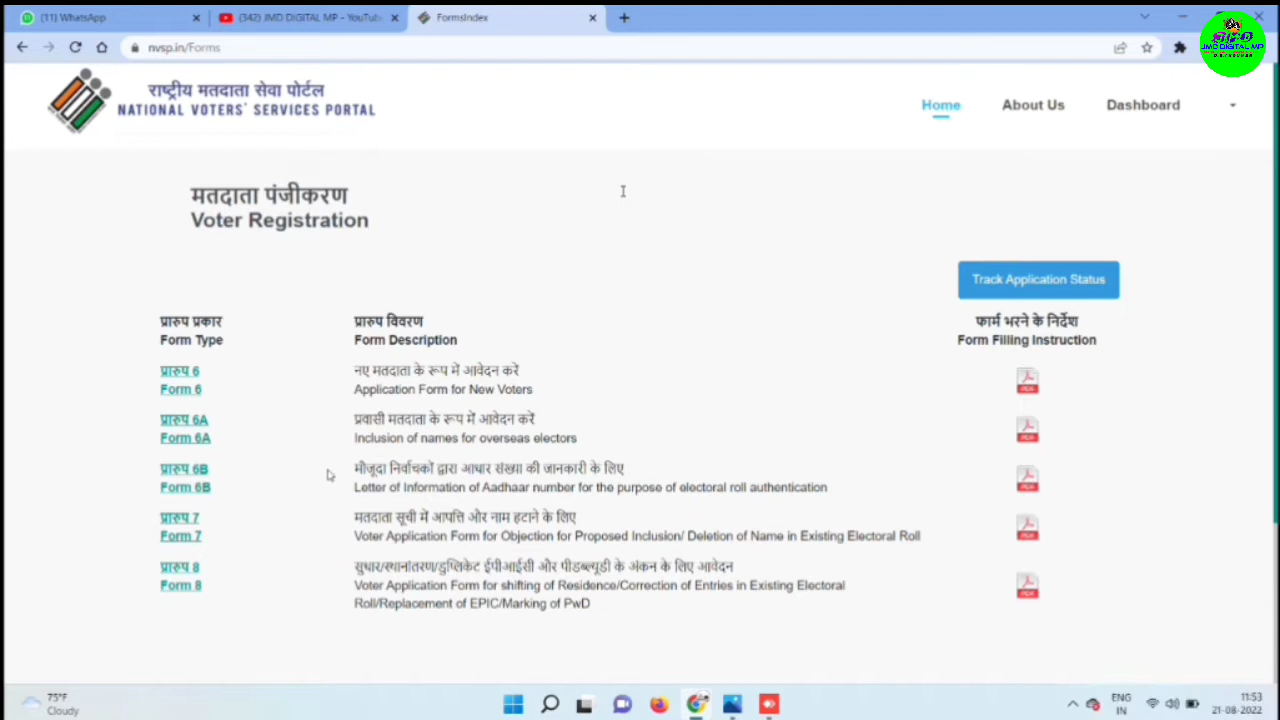 (11) WhatsApp
(342) JMD DIGITAL MP - YouTube
FormsIndex
nvsp.in/Forms
JMD DIGITAL MP
राष्ट्रीय मतदाता सेवा पोर्टल
NATIONAL VOTERS' SERVICES PORTAL
Home
About Us
Dashboard
मतदाता पंजीकरण
Voter Registration
Track Application Status
प्रारुप प्रकार
Form Type
प्रारुप विवरण
Form Description
फार्म भरने के निर्देश
Form Filling Instruction
प्रारुप 6
Form 6
नए मतदाता के रूप में आवेदन करें
Application Form for New Voters
प्रारुप 6A
Form 6A
प्रवासी मतदाता के रूप में आवेदन करें
Inclusion of names for overseas electors
प्रारुप 6B
Form 6B
मौजूदा निर्वाचकों द्वारा आधार संख्या की जानकारी के लिए
Letter of Information of Aadhaar number for the purpose of electoral roll authentication
प्रारुप 7
Form 7
मतदाता सूची में आपत्ति और नाम हटाने के लिए
Voter Application Form for Objection for Proposed Inclusion/ Deletion of Name in Existing Electoral Roll
प्रारुप 8
Form 8
सुधार/स्थानांतरण/डुप्लिकेट ईपीआईसी और पीडब्ल्यूडी के अंकन के लिए आवेदन
Voter Application Form for shifting of Residence/Correction of Entries in Existing Electoral
Roll/Replacement of EPIC/Marking of PwD
75°F
Cloudy
ENG
IN
11:53
21-08-2022